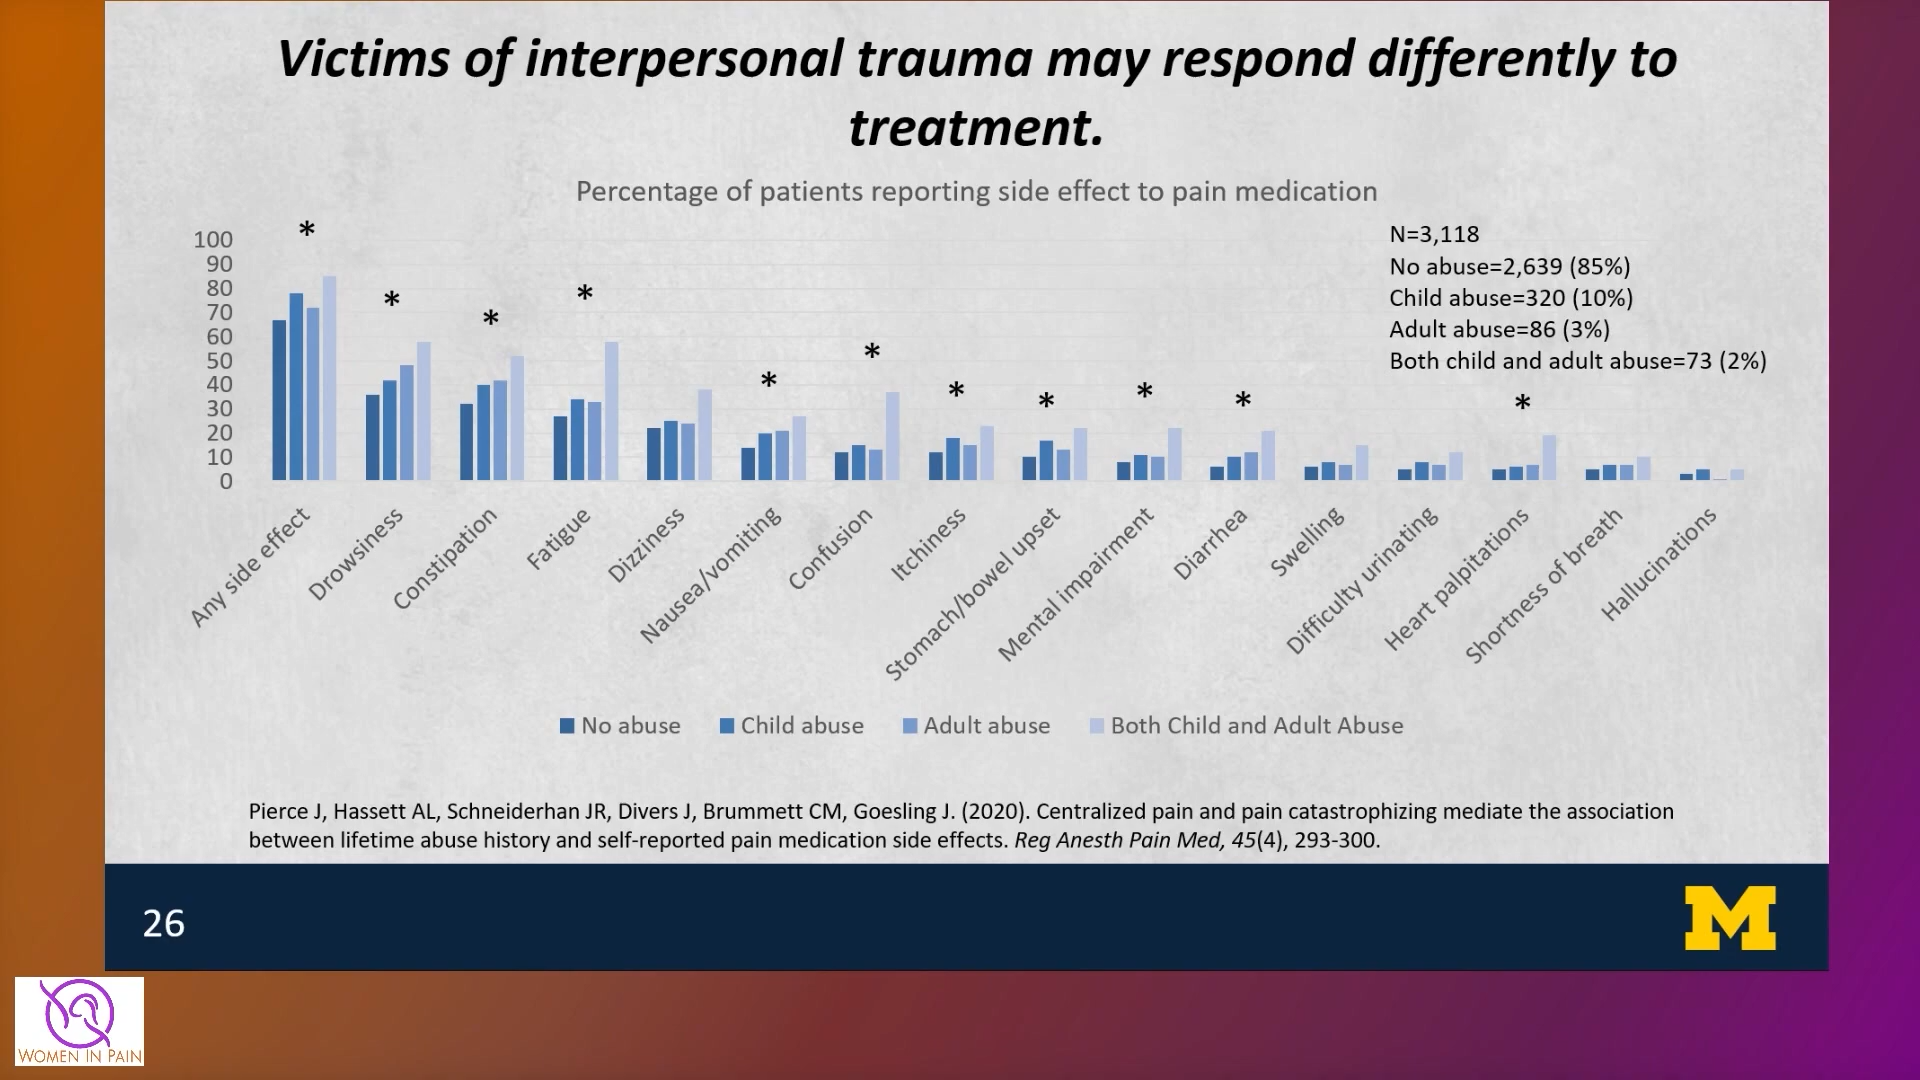 Victims of interpersonal trauma may respond differently to
treatment.
Percentage of patients reporting side effect to pain medication
N=3,118
No abuse=2,639 (85%)
Child abuse=320 (10%)
Adult abuse=86 (3%)
Both child and adult abuse=73 (2%)
100
90
80
70
60
50
40
30
20
10
0
* * * * * * * * * * *
Any side effect
Drowsiness
Constipation
Fatigue
Dizziness
Nausea/vomiting
Confusion
Itchiness
Stomach/bowel upset
Mental impairment
Diarrhea
Swelling
Difficulty urinating
Heart palpitations
Shortness of breath
Hallucinations
No abuse Child abuse Adult abuse Both Child and Adult Abuse
Pierce J, Hassett AL, Schneiderhan JR, Divers J, Brummett CM, Goesling J. (2020). Centralized pain and pain catastrophizing mediate the association
between lifetime abuse history and self-reported pain medication side effects. Reg Anesth Pain Med, 45(4), 293-300.
26
M
WOMEN IN PAIN